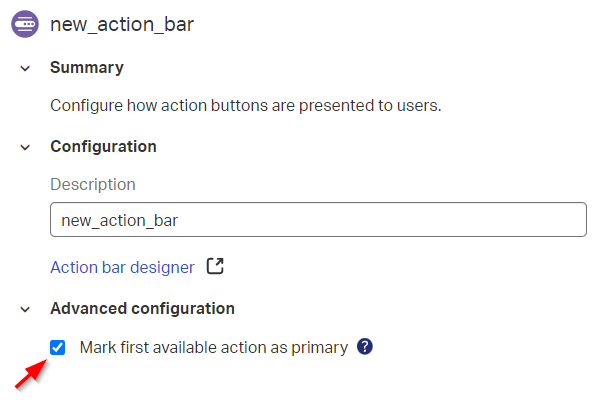 new_action_bar
Summary
Configure how action buttons are presented to users.
Configuration
Description
new_action_bar
Action bar designer
Advanced configuration
Mark first available action as primary ?